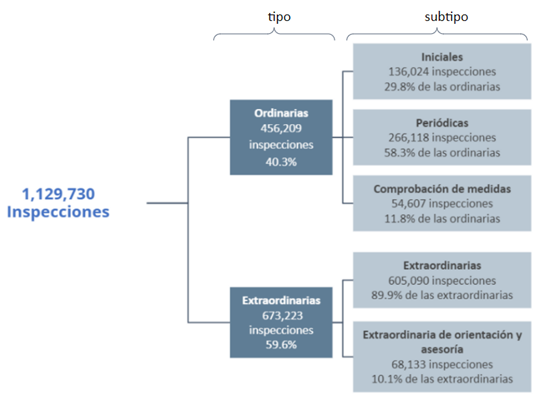 tipo
subtipo
1,129,730
Inspecciones
Ordinarias
456,209
inspecciones
40.3%
Iniciales
136,024 inspecciones
29.8% de las ordinarias
Periódicas
266,118 inspecciones
58.3% de las ordinarias
Comprobación de medidas
54,607 inspecciones
11.8% de las ordinarias
Extraordinarias
673,223
inspecciones
59.6%
Extraordinarias
605,090 inspecciones
89.9% de las extraordinarias
Extraordinaria de orientación y
asesoría
68,133 inspecciones
10.1% de las extraordinarias